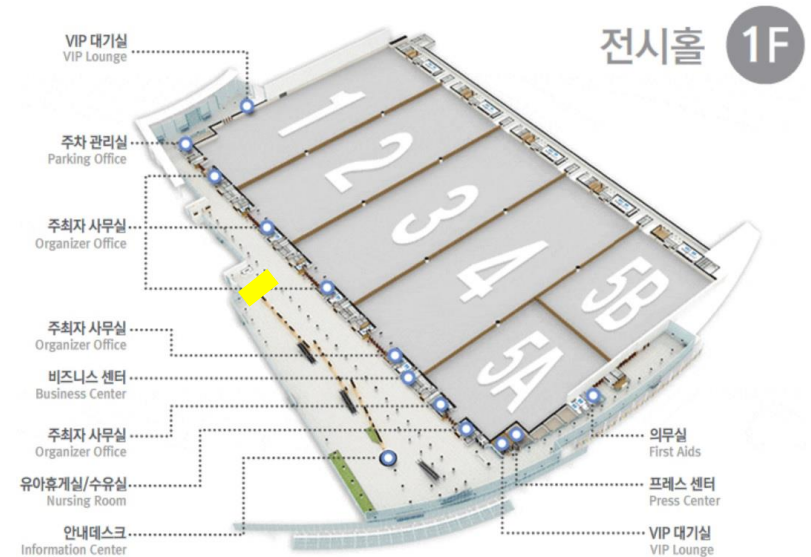 전시홀 1F
VIP 대기실
VIP Lounge
주차 관리실
Parking Office
주최자 사무실
Organizer Office
주최자 사무실
Organizer Office
비즈니스 센터
Business Center
주최자 사무실
Organizer Office
유아휴게실/수유실
Nursing Room
안내데스크
Information Center
1
2
3
4
5A
5B
의무실
First Aids
프레스 센터
Press Center
VIP 대기실
VIP Lounge